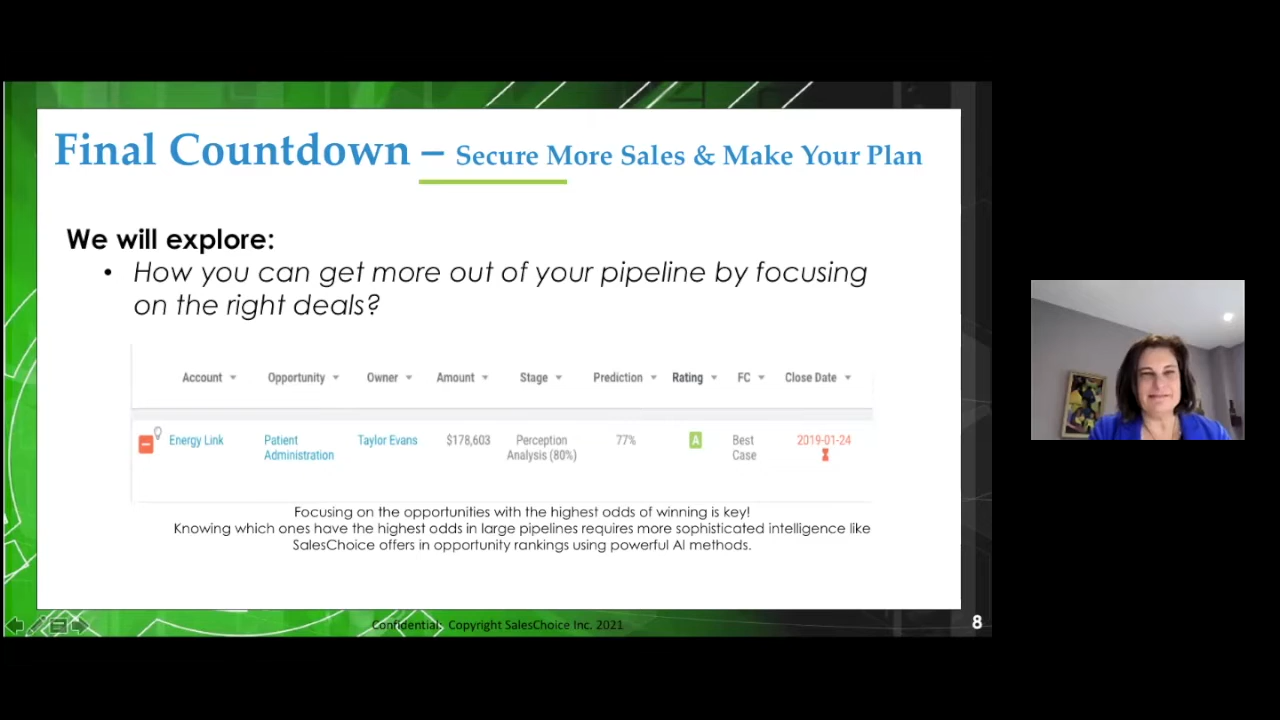 Final Countdown – Secure More Sales & Make Your Plan
We will explore:
• How you can get more out of your pipeline by focusing
on the right deals?
Account Opportunity Owner Amount Stage Prediction Rating FC Close Date
Energy Link Patient Taylor Evans $178,603 Perception 77% A Best 2019-01-24
Administration Analysis (80%) Case
Focusing on the opportunities with the highest odds of winning is key!
Knowing which ones have the highest odds in large pipelines requires more sophisticated intelligence like
SalesChoice offers in opportunity rankings using powerful AI methods.
Confidential: Copyright SalesChoice Inc. 2021
8